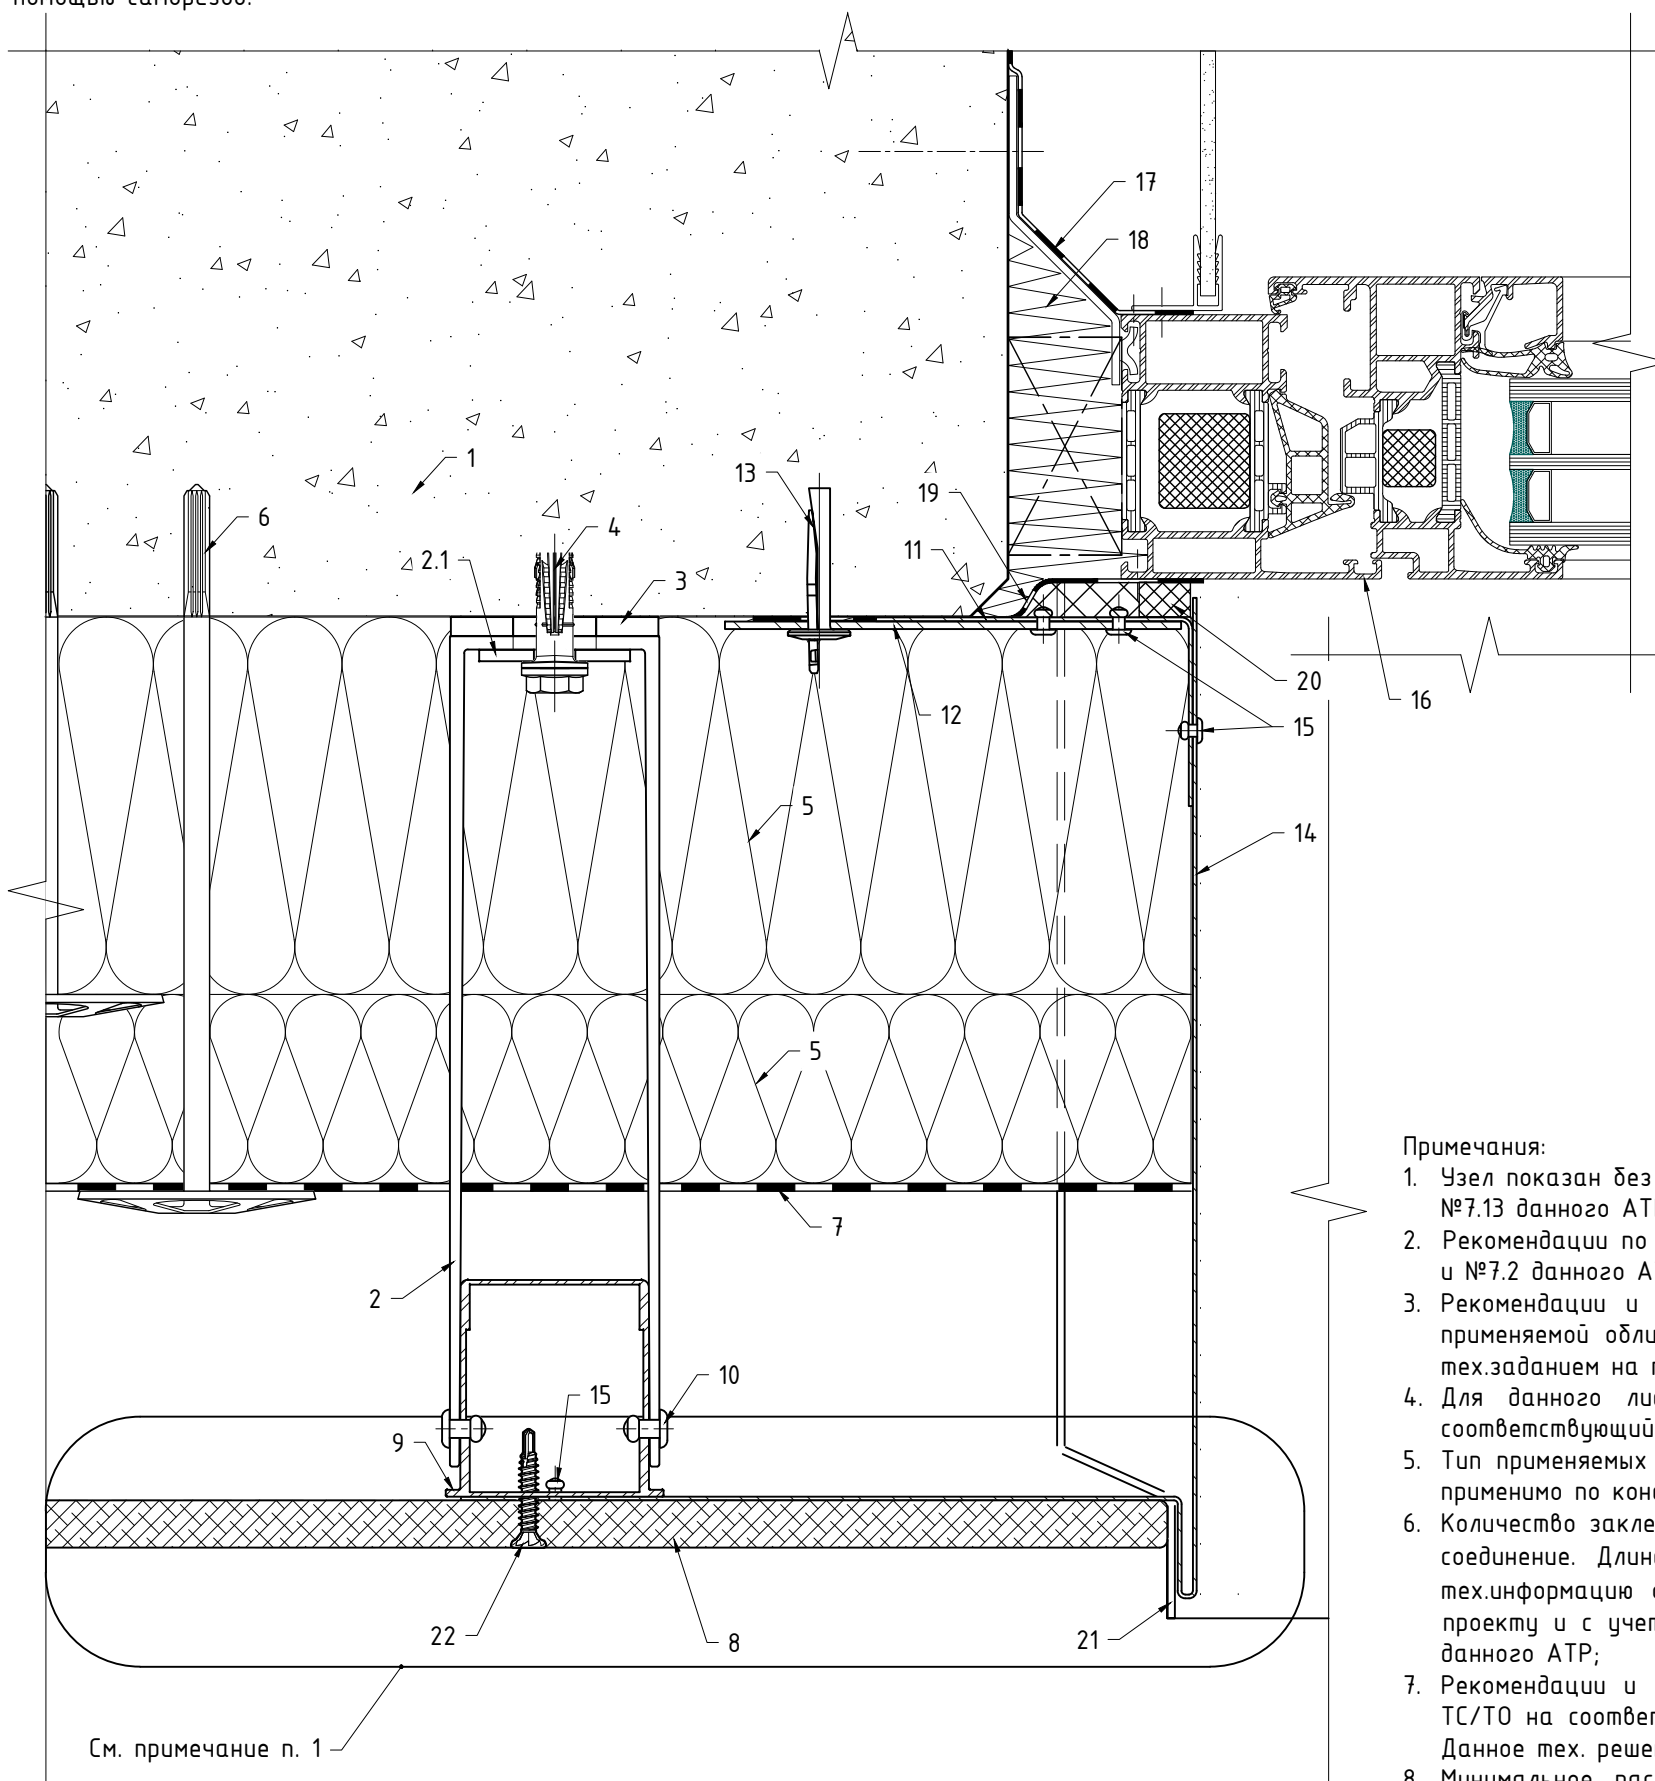 помощью саморезов.
17
18
1
13
19
6
4
11
2.1
3
20
16
12
15
5
14
5
7
2
10
15
9
22
8
21
См. примечание п. 1
Примечания:
1. Узел показан без
№7.13 данного АТ
2. Рекомендации по
и №7.2 данного А
3. Рекомендации и
применяемой обли
тех.заданием на
4. Для данного ли
соответствующий
5. Тип применяемых
применимо по кон
6. Количество закле
соединение. Длин
тех.информацию
проекту и с уче
данного АТР;
7. Рекомендации и
ТС/ТО на соотве
Данное тех. реше
8. Минимальное рас